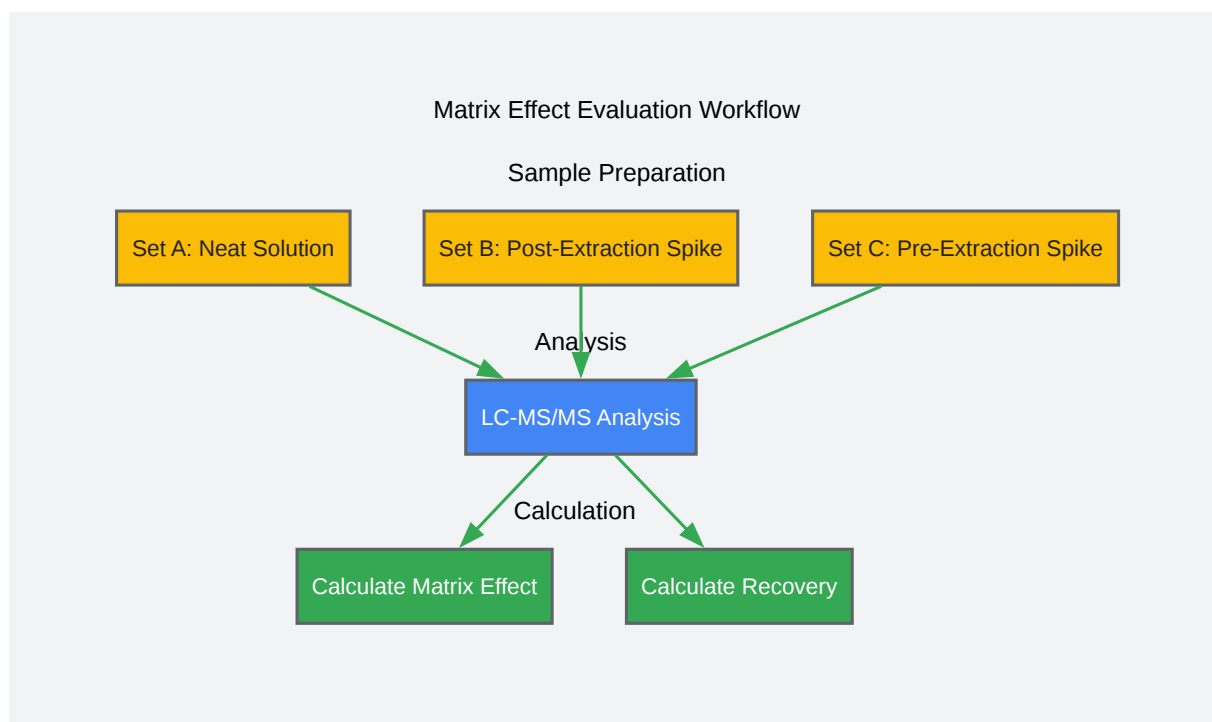 Matrix Effect Evaluation Workflow
Sample Preparation
Set A: Neat Solution
Set B: Post-Extraction Spike
Set C: Pre-Extraction Spike
Analysis
LC-MS/MS Analysis
Calculation
Calculate Matrix Effect
Calculate Recovery